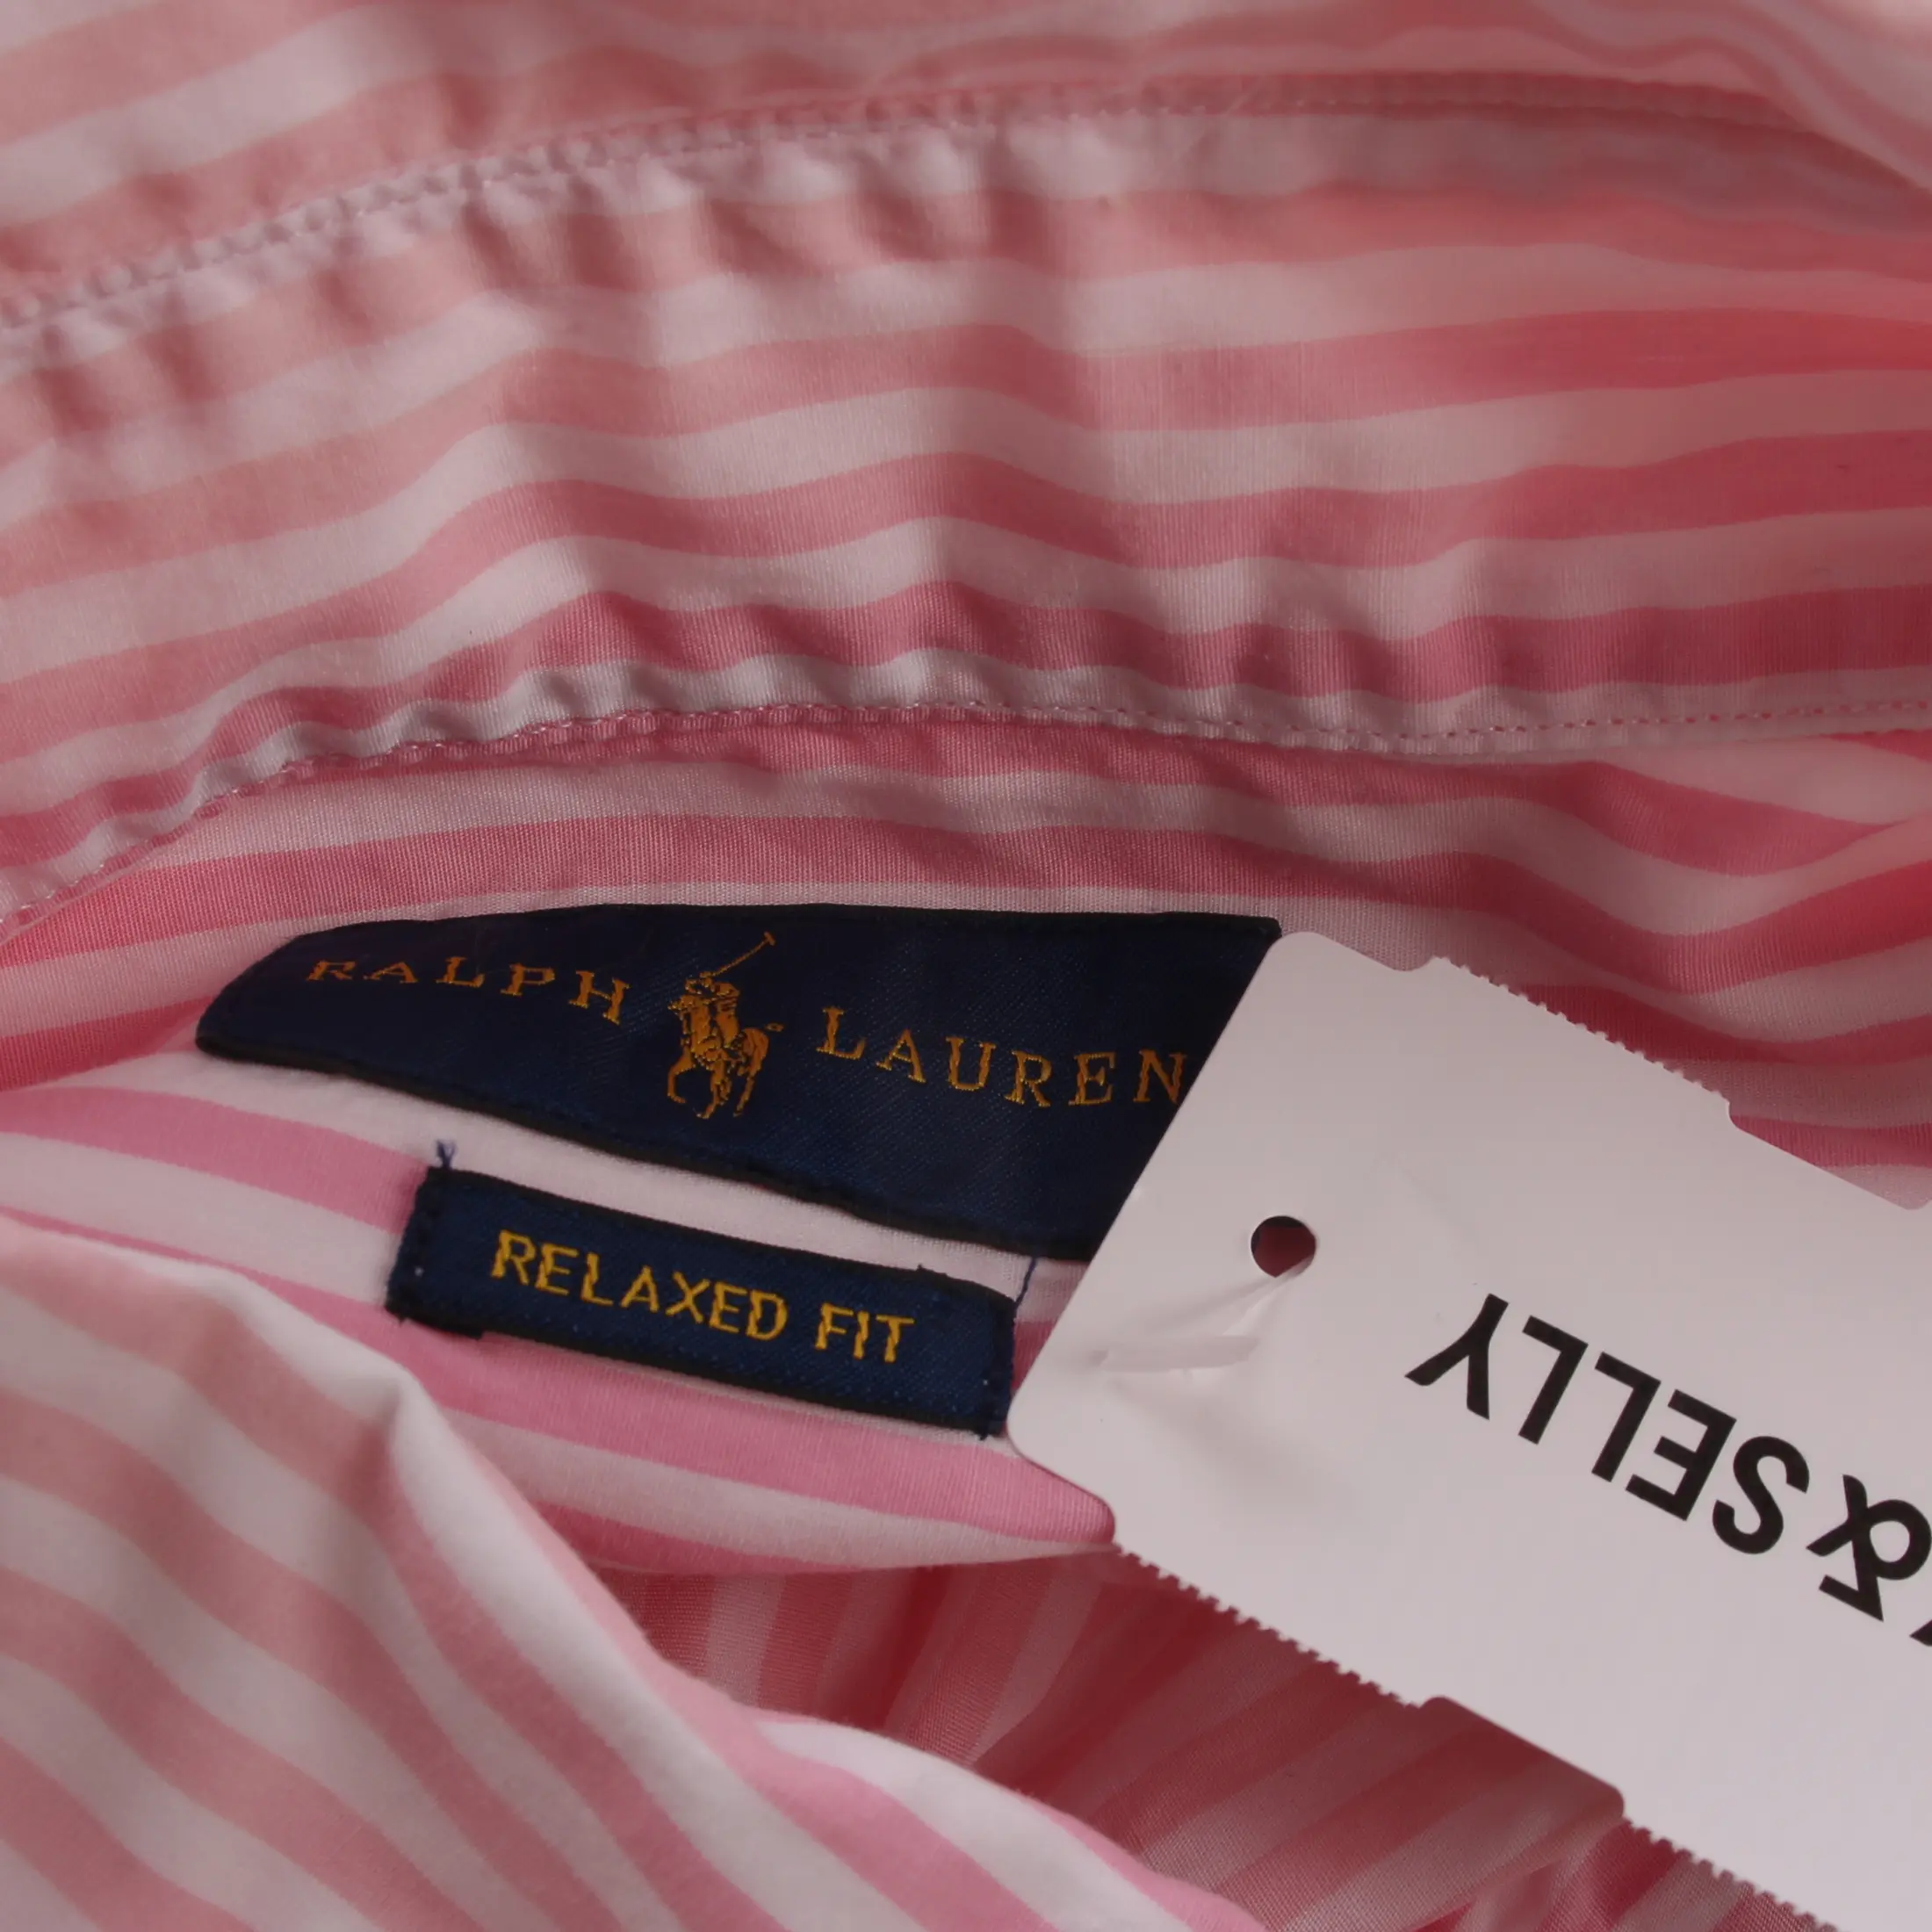 RALPH LAUREN
RELAXED FIT
&SELLY